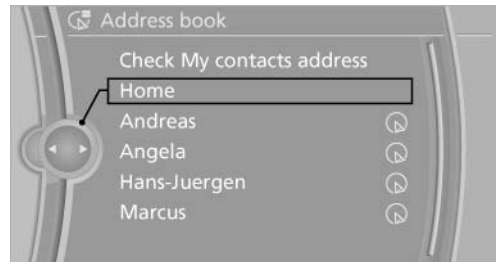 Address book
Check My contacts address
Home
Andreas
Angela
Hans-Juergen
Marcus